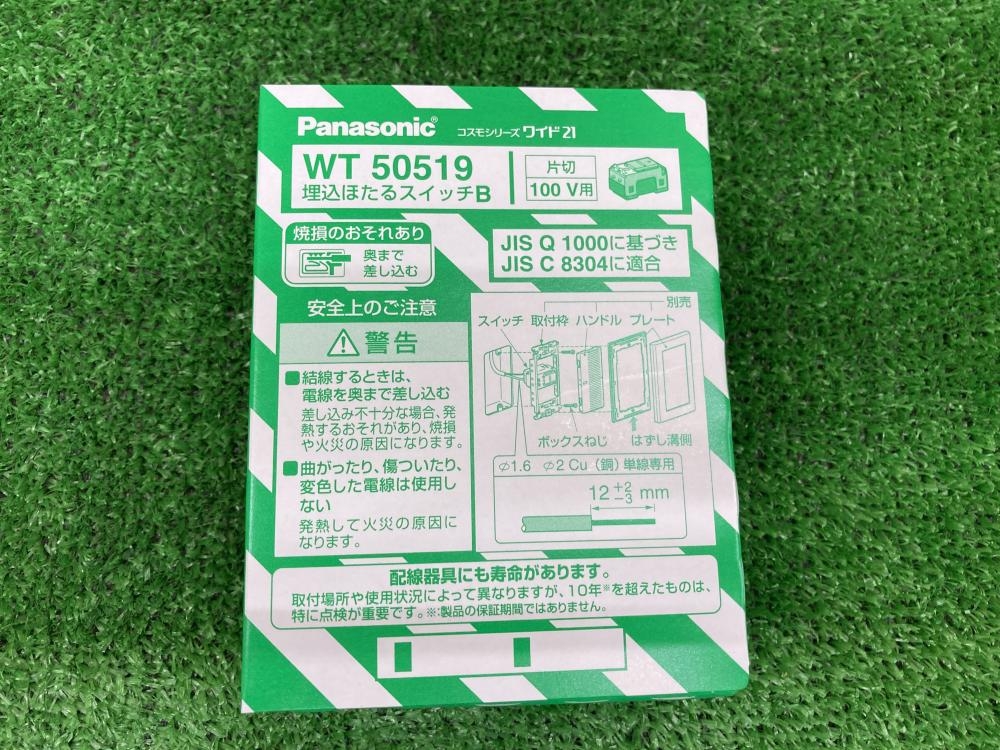 Panasonic® コスモシリーズ ワイド21
WT 50519
埋込ほたるスイッチB
片切
100 V用
焼損のおそれあり
奥まで
差し込む
JIS Q 1000に基づき
JIS C 8304に適合
安全上のご注意
警告
■結線するときは、
電線を奥まで差し込む
差し込み不十分な場合、発
熱するおそれがあり、焼損
や火災の原因になります。
■曲がったり、傷ついたり、
変色した電線は使用し
ない
発熱して火災の原因に
なります。
別売
スイッチ 取付枠 ハンドル プレート
ボックスねじ はずし溝側
φ1.6 φ2 Cu（銅）単線専用
12 +2 −3 mm
配線器具にも寿命があります。
取付場所や使用状況によって異なりますが、10年※を超えたものは、
特に点検が重要です。※:製品の保証期間ではありません。